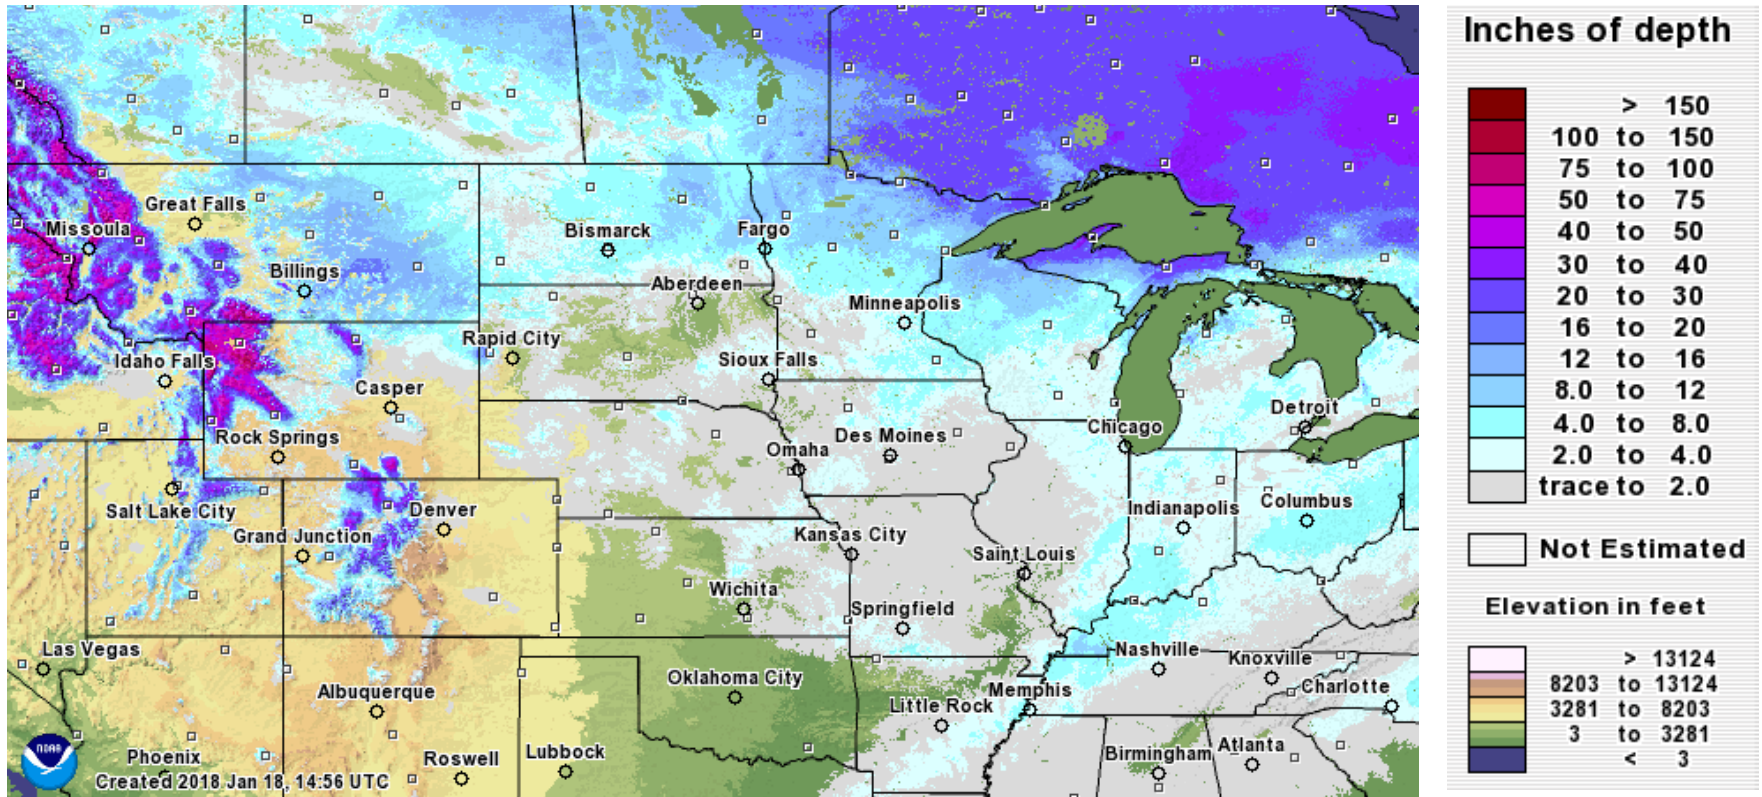 Great Falls
Missoula
Bismarck
Fargo
Billings
Aberdeen
Minneapolis
Rapid City
Idaho Falls
Sioux Falls
Casper
Detroit
Chicago
Rock Springs
Des Moines
Omaha
Columbus
Salt Lake City
Denver
Indianapolis
Grand Junction
Kansas City
Saint Louis
Wichita
Springfield
Las Vegas
Nashville
Knoxville
Oklahoma City
Albuquerque
Memphis
Charlotte
Little Rock
Phoenix
Roswell
Lubbock
Birmingham
Atlanta
NOAA
Created 2018 Jan 18, 14:56 UTC
Inches of depth
> 150
100 to 150
75 to 100
50 to 75
40 to 50
30 to 40
20 to 30
16 to 20
12 to 16
8.0 to 12
4.0 to 8.0
2.0 to 4.0
trace to 2.0
Not Estimated
Elevation in feet
> 13124
8203 to 13124
3281 to 8203
3 to 3281
< 3